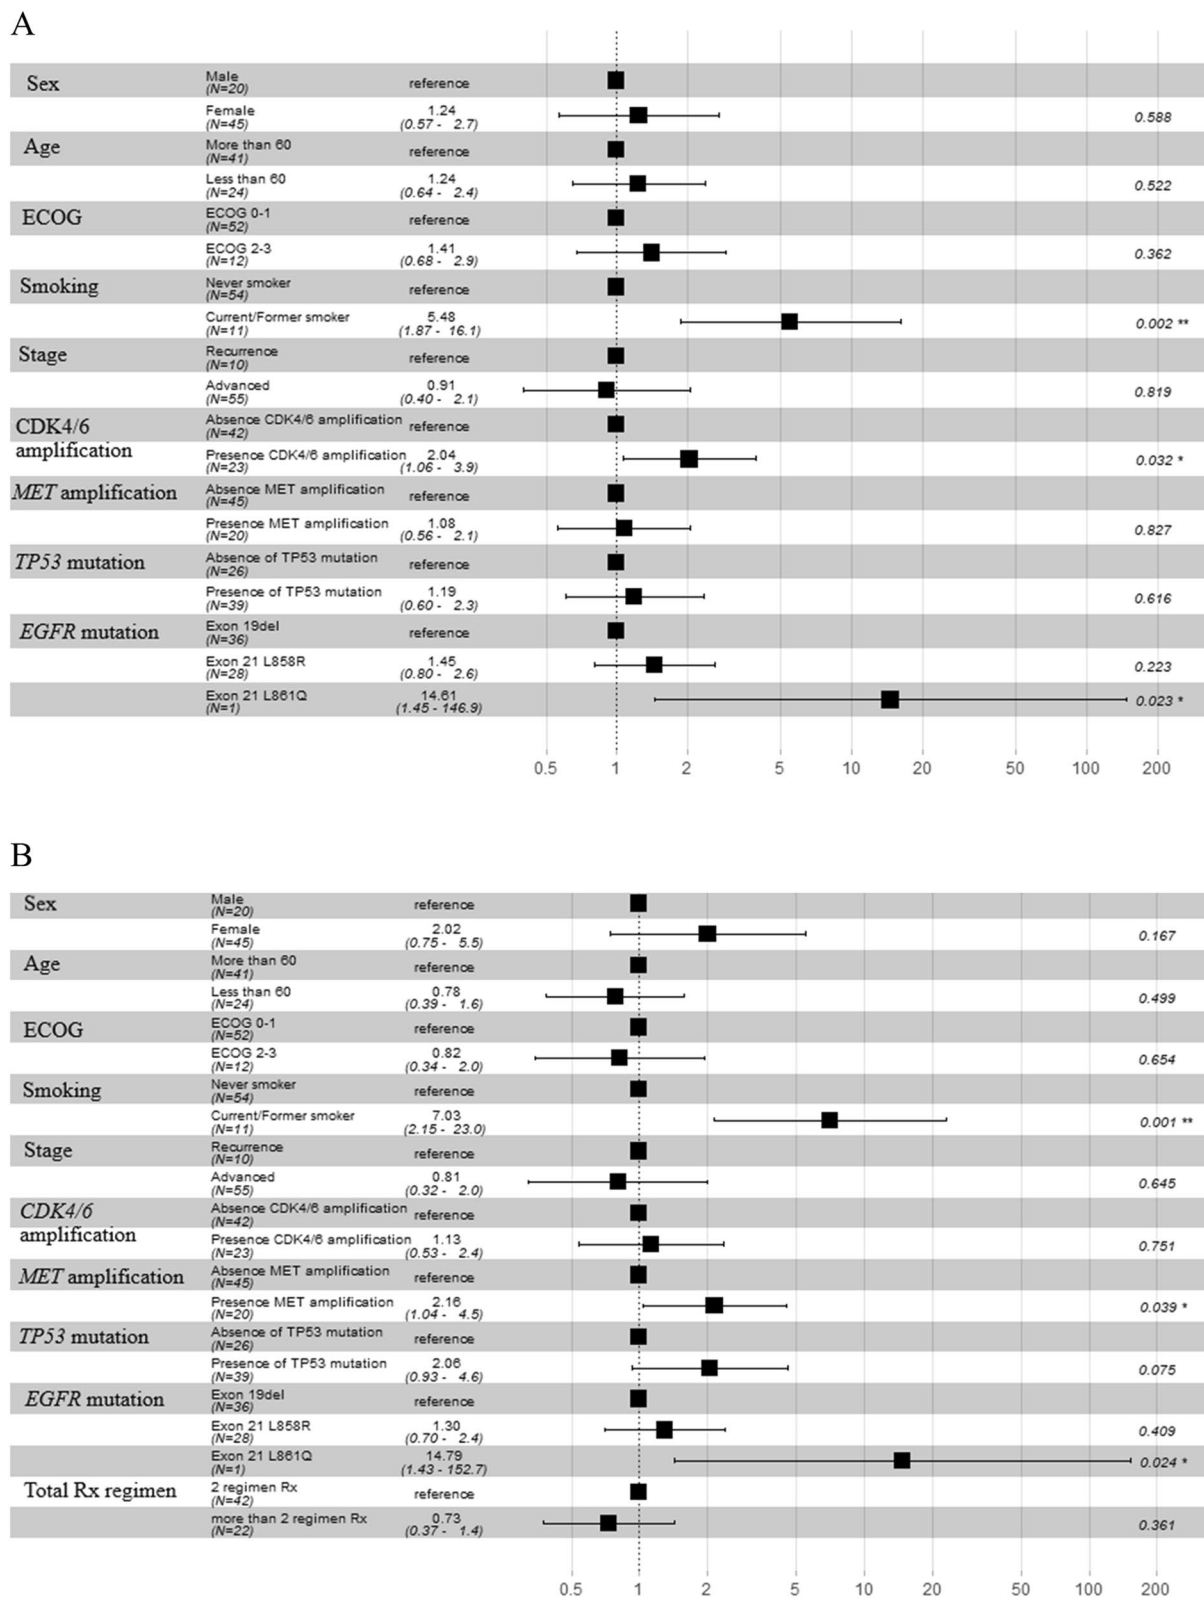 A
Sex Male reference
(N=20)
Female 1.24 0.588
(N=45) (0.57 - 2.7)
Age More than 60 reference
(N=41)
Less than 60 1.24 0.522
(N=24) (0.64 - 2.4)
ECOG ECOG 0-1 reference
(N=52)
ECOG 2-3 1.41 0.362
(N=12) (0.68 - 2.9)
Smoking Never smoker reference
(N=54)
Current/Former smoker 5.48 0.002 **
(N=11) (1.87 - 16.1)
Stage Recurrence reference
(N=10)
Advanced 0.91 0.819
(N=55) (0.40 - 2.1)
CDK4/6 Absence CDK4/6 amplification reference
amplification (N=42)
Presence CDK4/6 amplification 2.04 0.032 *
(N=23) (1.06 - 3.9)
MET amplification Absence MET amplification reference
(N=45)
Presence MET amplification 1.08 0.827
(N=20) (0.56 - 2.1)
TP53 mutation Absence of TP53 mutation reference
(N=26)
Presence of TP53 mutation 1.19 0.616
(N=39) (0.60 - 2.3)
EGFR mutation Exon 19del reference
(N=36)
Exon 21 L858R 1.45 0.223
(N=28) (0.80 - 2.6)
Exon 21 L861Q 14.61 0.023 *
(N=1) (1.45 - 146.9)
0.5 1 2 5 10 20 50 100 200
B
Sex Male reference
(N=20)
Female 2.02 0.167
(N=45) (0.75 - 5.5)
Age More than 60 reference
(N=41)
Less than 60 0.78 0.499
(N=24) (0.39 - 1.6)
ECOG ECOG 0-1 reference
(N=52)
ECOG 2-3 0.82 0.654
(N=12) (0.34 - 2.0)
Smoking Never smoker reference
(N=54)
Current/Former smoker 7.03 0.001 **
(N=11) (2.15 - 23.0)
Stage Recurrence reference
(N=10)
Advanced 0.81 0.645
(N=55) (0.32 - 2.0)
CDK4/6 Absence CDK4/6 amplification reference
amplification (N=42)
Presence CDK4/6 amplification 1.13 0.751
(N=23) (0.53 - 2.4)
MET amplification Absence MET amplification reference
(N=45)
Presence MET amplification 2.16 0.039 *
(N=20) (1.04 - 4.5)
TP53 mutation Absence of TP53 mutation reference
(N=26)
Presence of TP53 mutation 2.06 0.075
(N=39) (0.93 - 4.6)
EGFR mutation Exon 19del reference
(N=36)
Exon 21 L858R 1.30 0.409
(N=28) (0.70 - 2.4)
Exon 21 L861Q 14.79 0.024 *
(N=1) (1.43 - 152.7)
Total Rx regimen 2 regimen Rx reference
(N=42)
more than 2 regimen Rx 0.73 0.361
(N=22) (0.37 - 1.4)
0.5 1 2 5 10 20 50 100 200